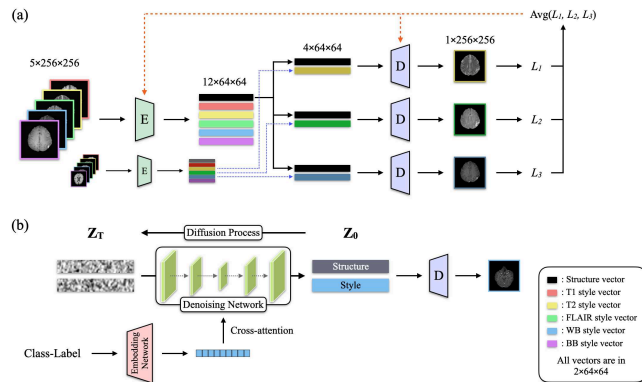 (a)
5×256×256
E
E
12×64×64
4×64×64
D
D
D
1×256×256
Avg(L1, L2, L3)
L1
L2
L3
(b)
ZT
Diffusion Process
Z0
Denoising Network
Structure
Style
D
Cross-attention
Class-Label
Embedding
Network
: Structure vector
: T1 style vector
: T2 style vector
: FLAIR style vector
: WB style vector
: BB style vector
All vectors are in
2×64×64